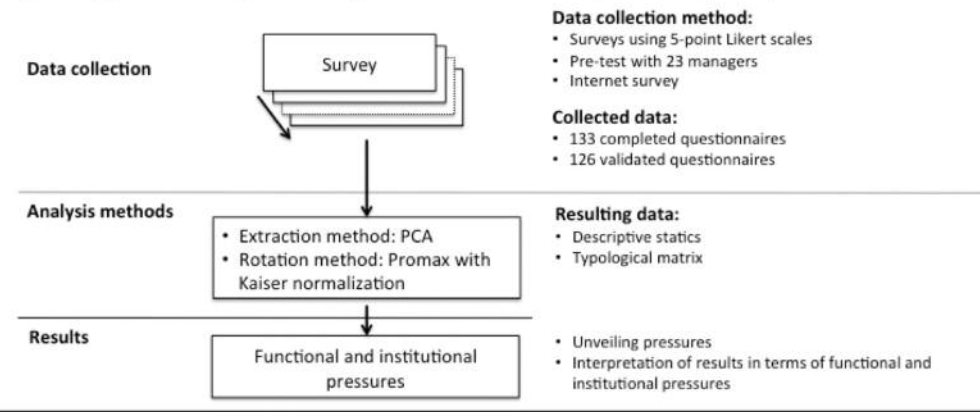 Data collection
Survey
Data collection method:
• Surveys using 5-point Likert scales
• Pre-test with 23 managers
• Internet survey
Collected data:
• 133 completed questionnaires
• 126 validated questionnaires
Analysis methods
• Extraction method: PCA
• Rotation method: Promax with
Kaiser normalization
Resulting data:
• Descriptive statics
• Typological matrix
Results
Functional and institutional
pressures
• Unveiling pressures
• Interpretation of results in terms of functional and
institutional pressures